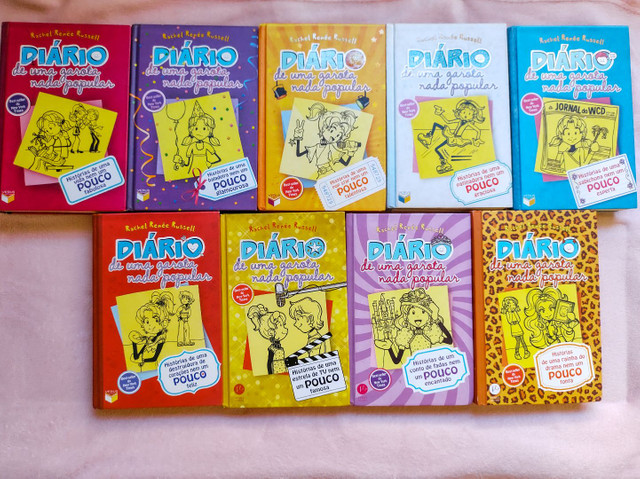 Rachel Renée Russell
DIÁRIO
de uma garota
nada popular
Histórias de uma
vida nem um
POUCO
fabulosa
Rachel Renée Russell
DIÁRIO
de uma garota
nada popular
Histórias de uma
baladeira nem um
POUCO
glamourosa
Rachel Renée Russell
DIÁRIO
de uma garota
nada popular
Histórias de uma
nem um
POUCO
talentosa
Rachel Renée Russell
DIÁRIO
de uma garota
nada popular
Histórias de uma
patinadora nem um
POUCO
graciosa
Rachel Renée Russell
DIÁRIO
de uma garota
nada popular
JORNAL do WCD
Histórias de uma
sabichona nem um
POUCO
esperta
Rachel Renée Russell
DIÁRIO
de uma garota
nada popular
Histórias de uma
destruidora de
corações nem um
POUCO
feliz
Rachel Renée Russell
DIÁRIO
de uma garota
nada popular
Histórias de uma
estrela de TV nem
um POUCO
famosa
Rachel Renée Russell
DIÁRIO
de uma garota
nada popular
Histórias de um
conto de fadas nem um
POUCO
encantado
DIÁRIO
de uma garota
nada popular
Histórias
de uma rainha do
drama nem um
POUCO
tonta